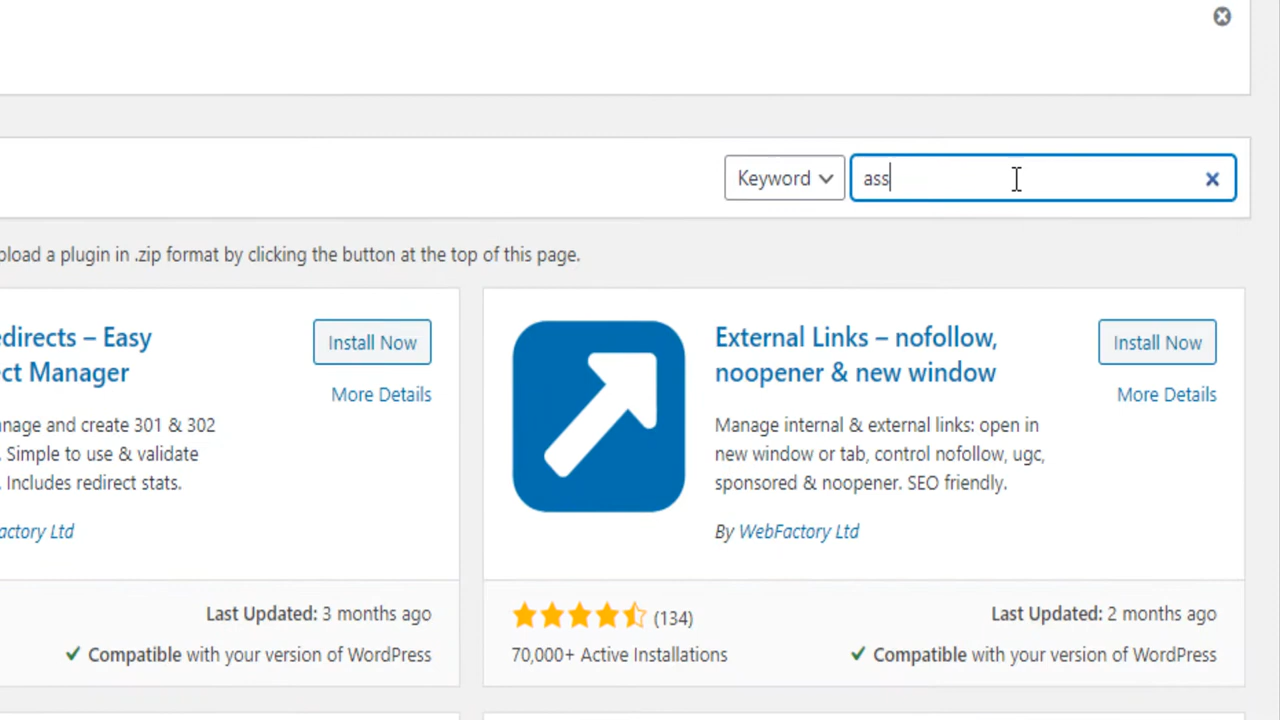 Keyword
ass
pload a plugin in .zip format by clicking the button at the top of this page.
edirects – Easy
ect Manager
Install Now
More Details
anage and create 301 & 302
. Simple to use & validate
. Includes redirect stats.
actory Ltd
Last Updated: 3 months ago
Compatible with your version of WordPress
External Links – nofollow,
noopener & new window
Install Now
More Details
Manage internal & external links: open in
new window or tab, control nofollow, ugc,
sponsored & noopener. SEO friendly.
By WebFactory Ltd
(134)
Last Updated: 2 months ago
70,000+ Active Installations
Compatible with your version of WordPress